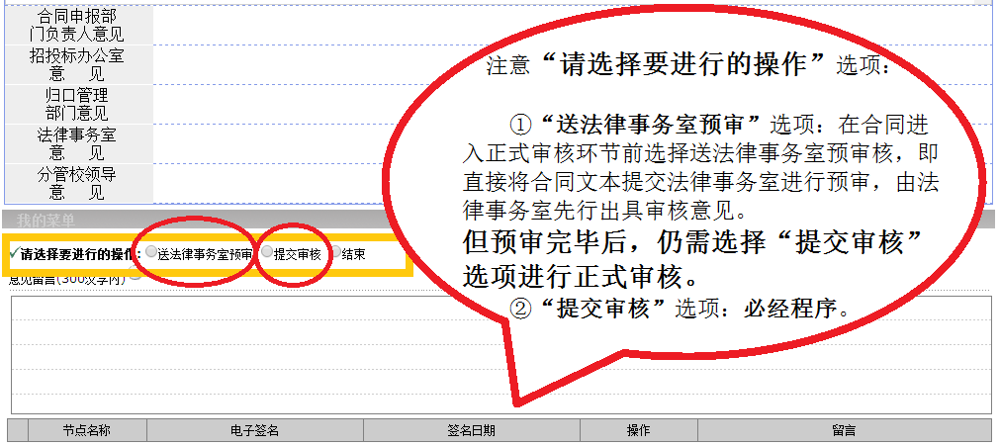 合同申报部
门负责人意见
招投标办公室
意 见
归口管理
部门意见
法律事务室
意 见
分管校领导
意 见
注意“请选择要进行的操作”选项：
①“送法律事务室预审”选项：在合同进
入正式审核环节前选择送法律事务室预审核，即
直接将合同文本提交法律事务室进行预审，由法
律事务室先行出具审核意见。
但预审完毕后，仍需选择“提交审核”
选项进行正式审核。
②“提交审核”选项：必经程序。
我的菜单
✓请选择要进行的操作：送法律事务室预审 提交审核 结束
意见留言(300汉字内)
节点名称 电子签名 签名日期 操作 留言